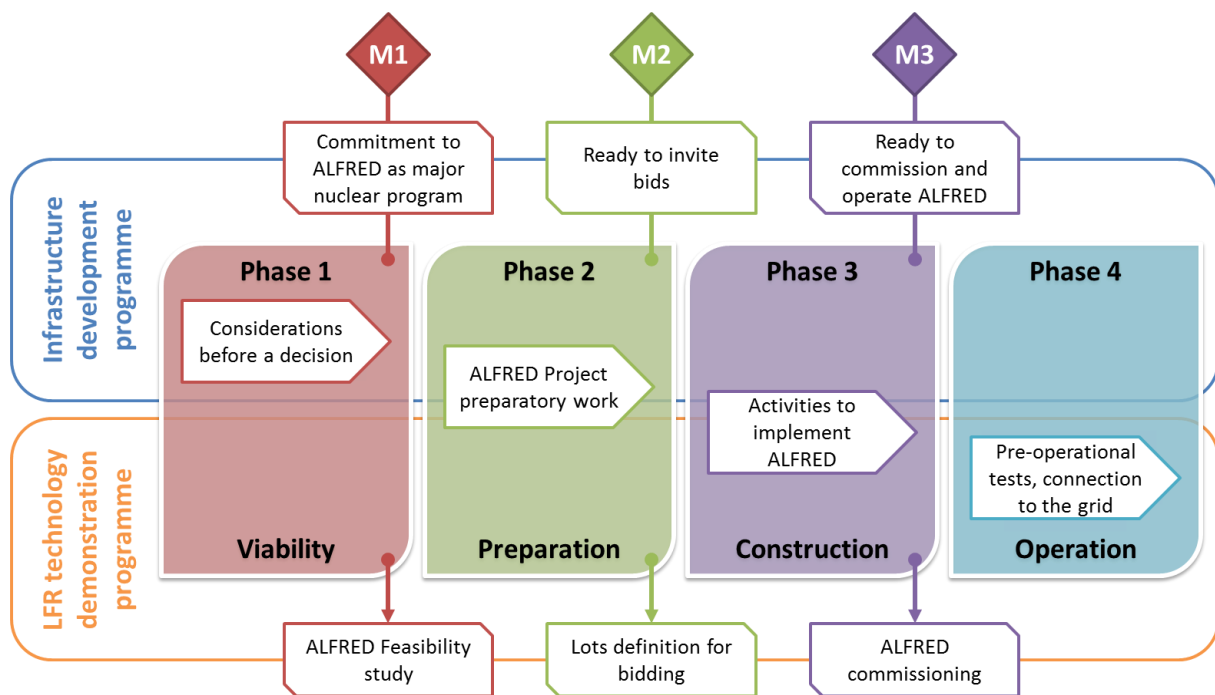 M1
M2
M3
Commitment to
ALFRED as major
nuclear program
Ready to invite
bids
Ready to
commission and
operate ALFRED
Infrastructure
development
programme
Phase 1
Phase 2
Phase 3
Phase 4
Considerations
before a decision
ALFRED Project
preparatory work
Activities to
implement
ALFRED
Pre-operational
tests, connection
to the grid
LFR technology
demonstration
programme
Viability
Preparation
Construction
Operation
ALFRED Feasibility
study
Lots definition for
bidding
ALFRED
commissioning